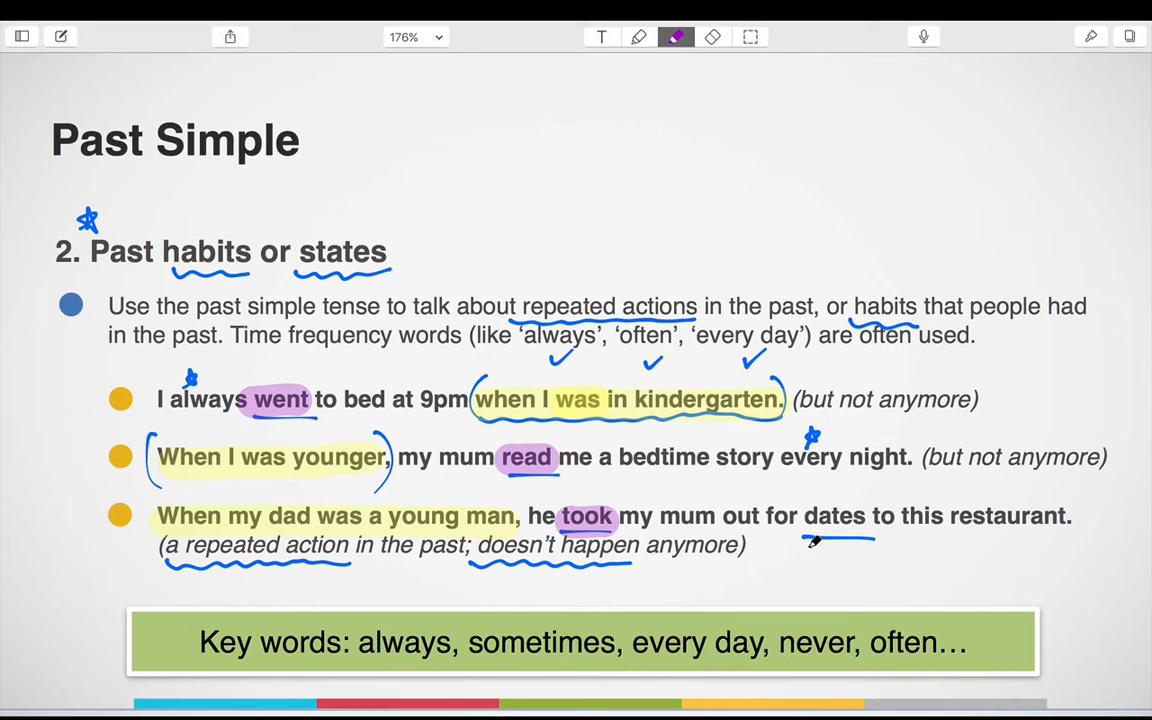 176%
T
Past Simple
2. Past habits or states
Use the past simple tense to talk about repeated actions in the past, or habits that people had
in the past. Time frequency words (like ‘always’, ‘often’, ‘every day’) are often used.
I always went to bed at 9pm when I was in kindergarten. (but not anymore)
When I was younger, my mum read me a bedtime story every night. (but not anymore)
When my dad was a young man, he took my mum out for dates to this restaurant.
(a repeated action in the past; doesn’t happen anymore)
Key words: always, sometimes, every day, never, often…